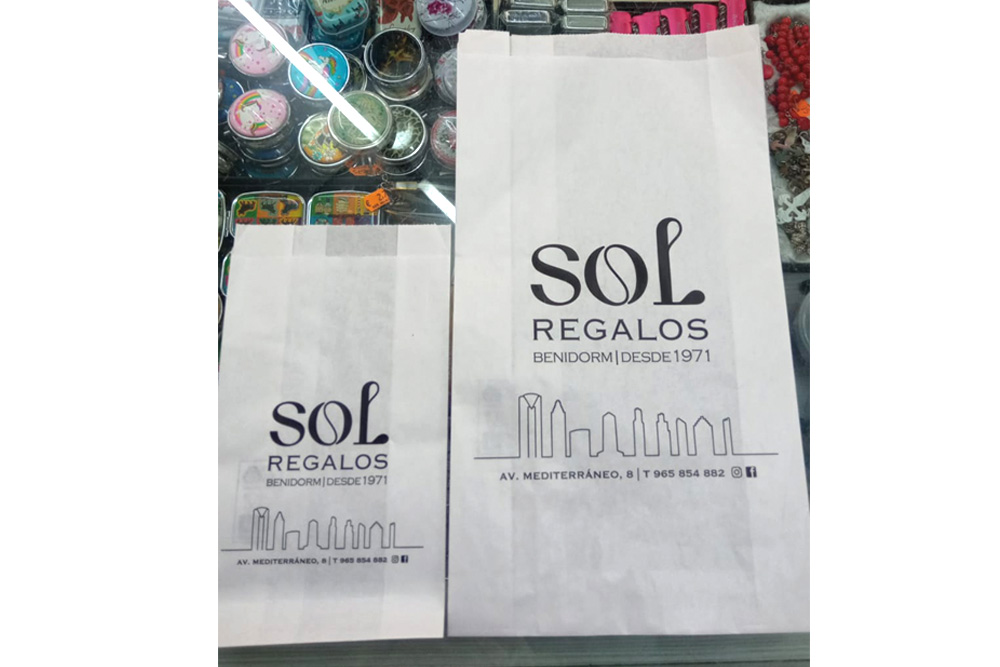 SOL
REGALOS
BENIDORM|DESDE 1971
AV. MEDITERRÁNEO, 8 | T 965 854 882
SOL
REGALOS
BENIDORM|DESDE 1971
AV. MEDITERRÁNEO, 8 | T 965 854 882